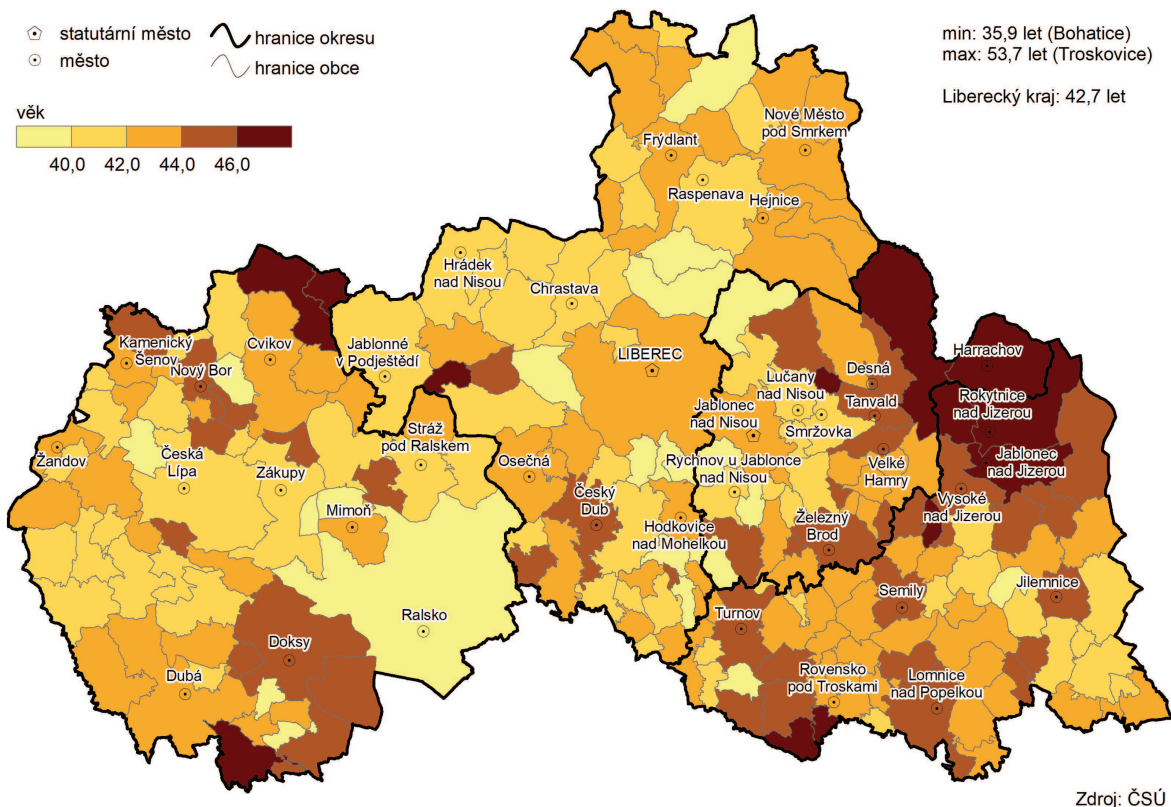 statutární město
město
hranice okresu
hranice obce
věk
40,0 42,0 44,0 46,0
min: 35,9 let (Bohatice)
max: 53,7 let (Troskovice)
Liberecký kraj: 42,7 let
Nové Město
pod Smrkem
Frýdlant
Raspenava
Hejnice
Hrádek
nad Nisou
Chrastava
Kamenický
Šenov
Nový Bor
Cvikov
Jablonné
v Podještědí
LIBEREC
Harrachov
Desná
Lučany
nad Nisou
Tanvald
Rokytnice
nad Jizerou
Jablonec
nad Nisou
Smržovka
Stráž
pod Ralskem
Žandov
Česká
Lípa
Zákupy
Osečná
Rychnov u Jablonce
nad Nisou
Velké
Hamry
Jablonec
nad Jizerou
Vysoké
nad Jizerou
Mimoň
Český
Dub
Hodkovice
nad Mohelkou
Železný
Brod
Semily
Jilemnice
Turnov
Ralsko
Doksy
Dubá
Rovensko
pod Troskami
Lomnice
nad Popelkou
Zdroj: ČSÚ